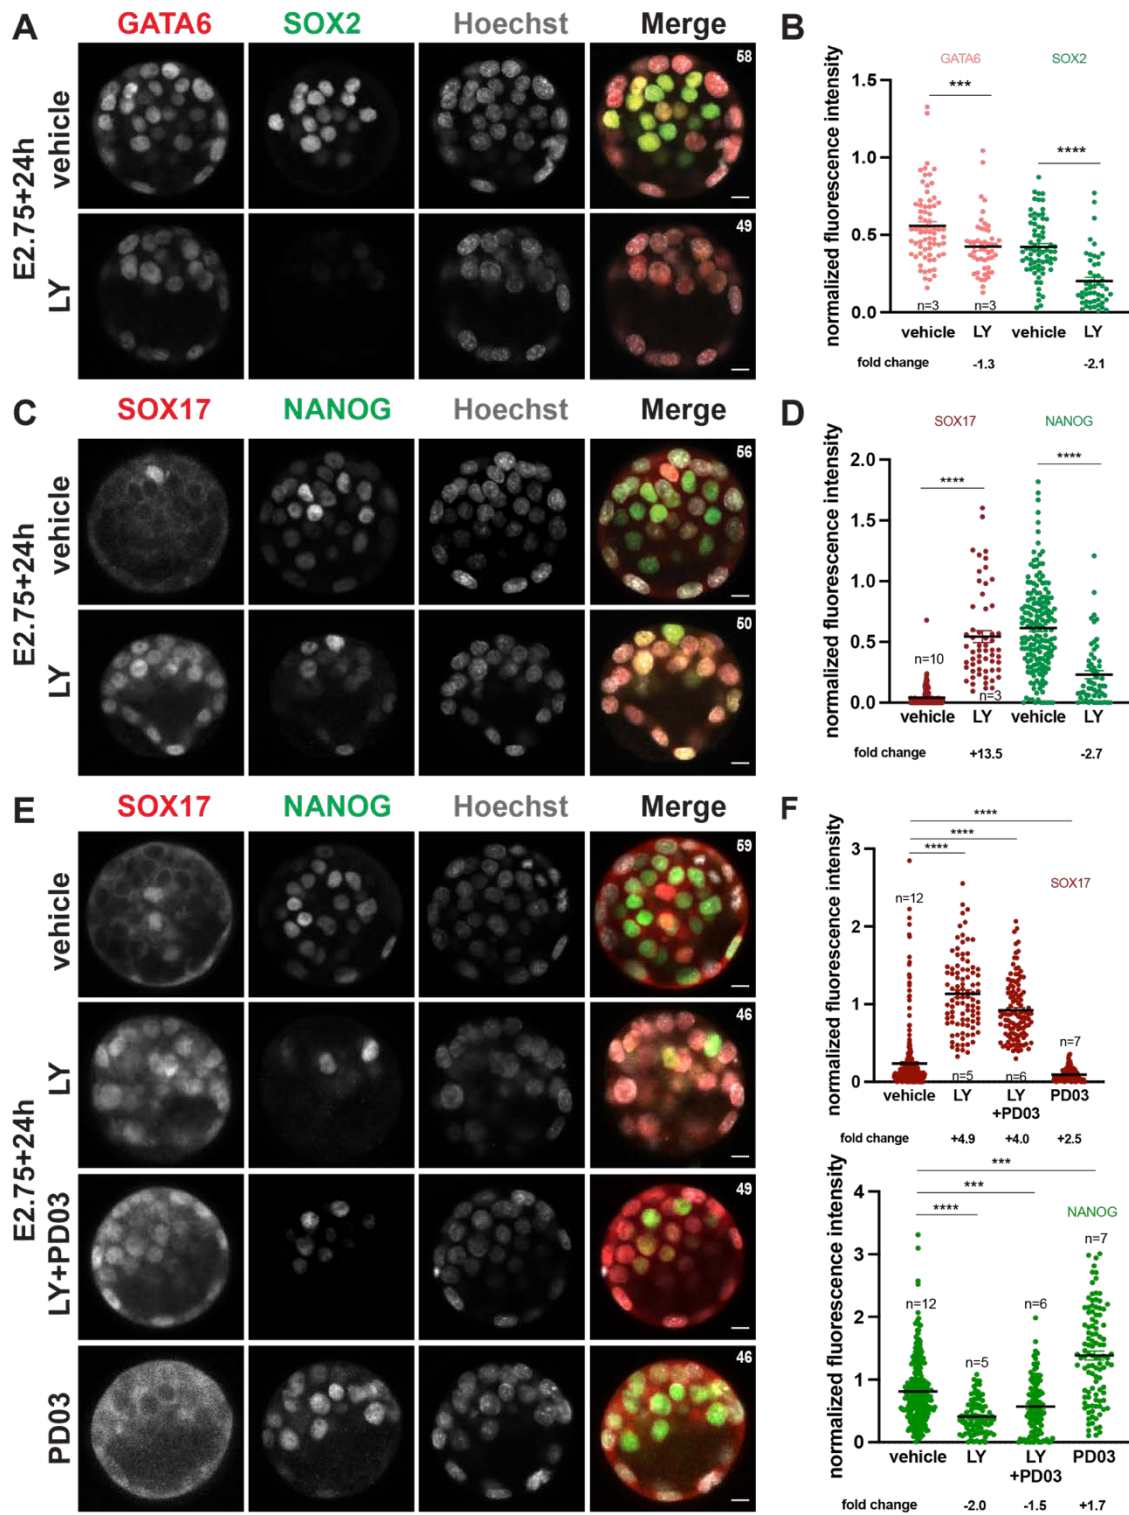 A
GATA6 SOX2 Hoechst Merge
E2.75+24h
vehicle
58
LY
49
B
GATA6 SOX2
normalized fluorescence intensity
1.5
1.0
0.5
0.0
***
****
n=3 n=3
vehicle LY vehicle LY
fold change -1.3 -2.1
C
SOX17 NANOG Hoechst Merge
E2.75+24h
vehicle
56
LY
50
D
SOX17 NANOG
normalized fluorescence intensity
2.0
1.5
1.0
0.5
0.0
****
****
n=10
n=3
vehicle LY vehicle LY
fold change +13.5 -2.7
E
SOX17 NANOG Hoechst Merge
E2.75+24h
vehicle
59
LY
46
LY+PD03
49
PD03
46
F
normalized fluorescence intensity
3
2
1
0
****
****
****
SOX17
n=12
n=5
n=6
n=7
vehicle LY LY PD03
+PD03
fold change +4.9 +4.0 +2.5
normalized fluorescence intensity
4
3
2
1
0
***
***
****
NANOG
n=7
n=12
n=6
n=5
vehicle LY LY PD03
+PD03
fold change -2.0 -1.5 +1.7